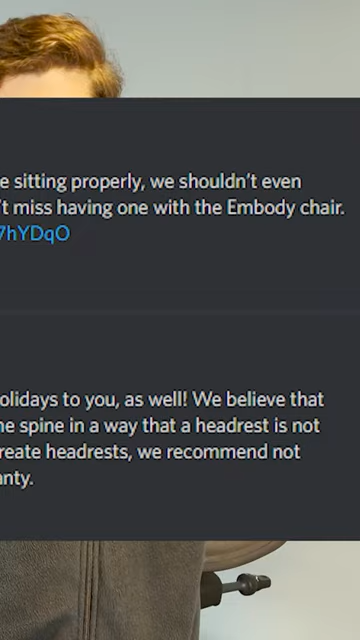 e sitting properly, we shouldn't even
't miss having one with the Embody chair.
7hYDqO
olidays to you, as well! We believe that
ne spine in a way that a headrest is not
reate headrests, we recommend not
anty.